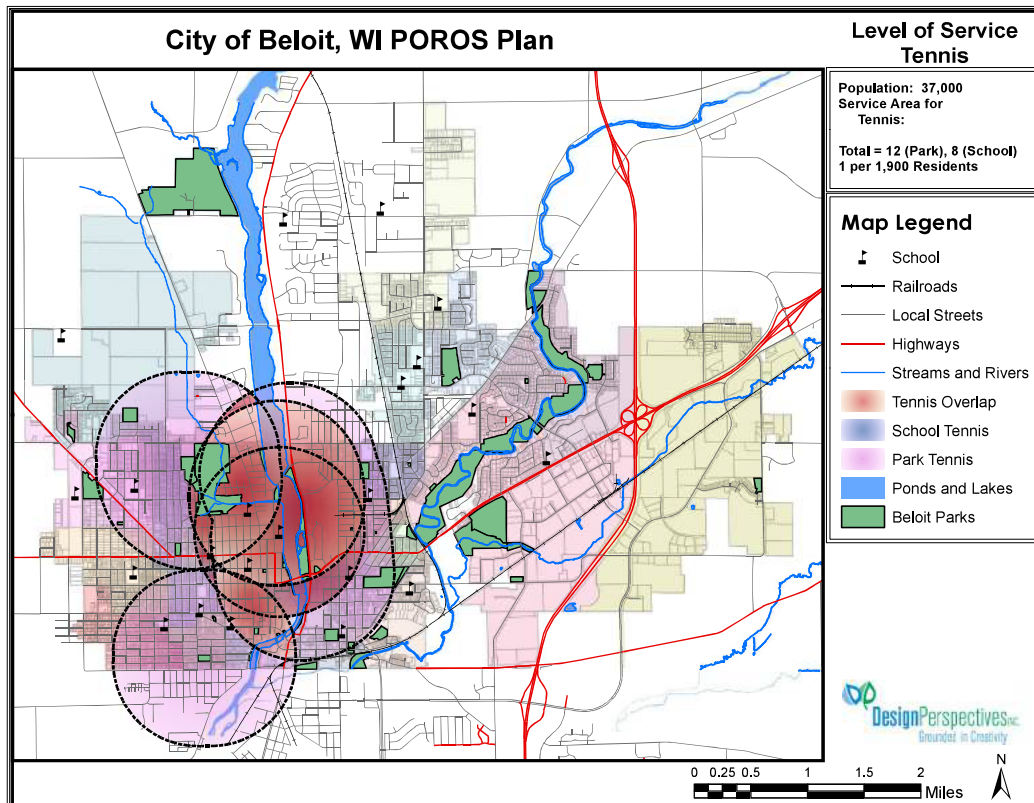 City of Beloit, WI POROS Plan
Level of Service
Tennis
Population: 37,000
Service Area for
Tennis:
Total = 12 (Park), 8 (School)
1 per 1,900 Residents
Map Legend
School
Railroads
Local Streets
Highways
Streams and Rivers
Tennis Overlap
School Tennis
Park Tennis
Ponds and Lakes
Beloit Parks
DesignPerspectives INC.
Grounded in Creativity
N
0 0.25 0.5 1 1.5 2
Miles